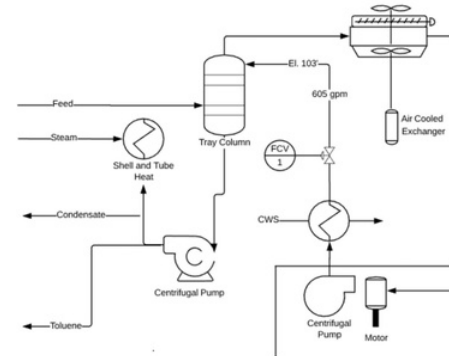 El. 103'
605 gpm
Feed
Steam
Tray Column
Air Cooled
Exchanger
FCV
1
Shell and Tube
Heat
Condensate
CWS
Centrifugal Pump
Toluene
Centrifugal
Pump
Motor